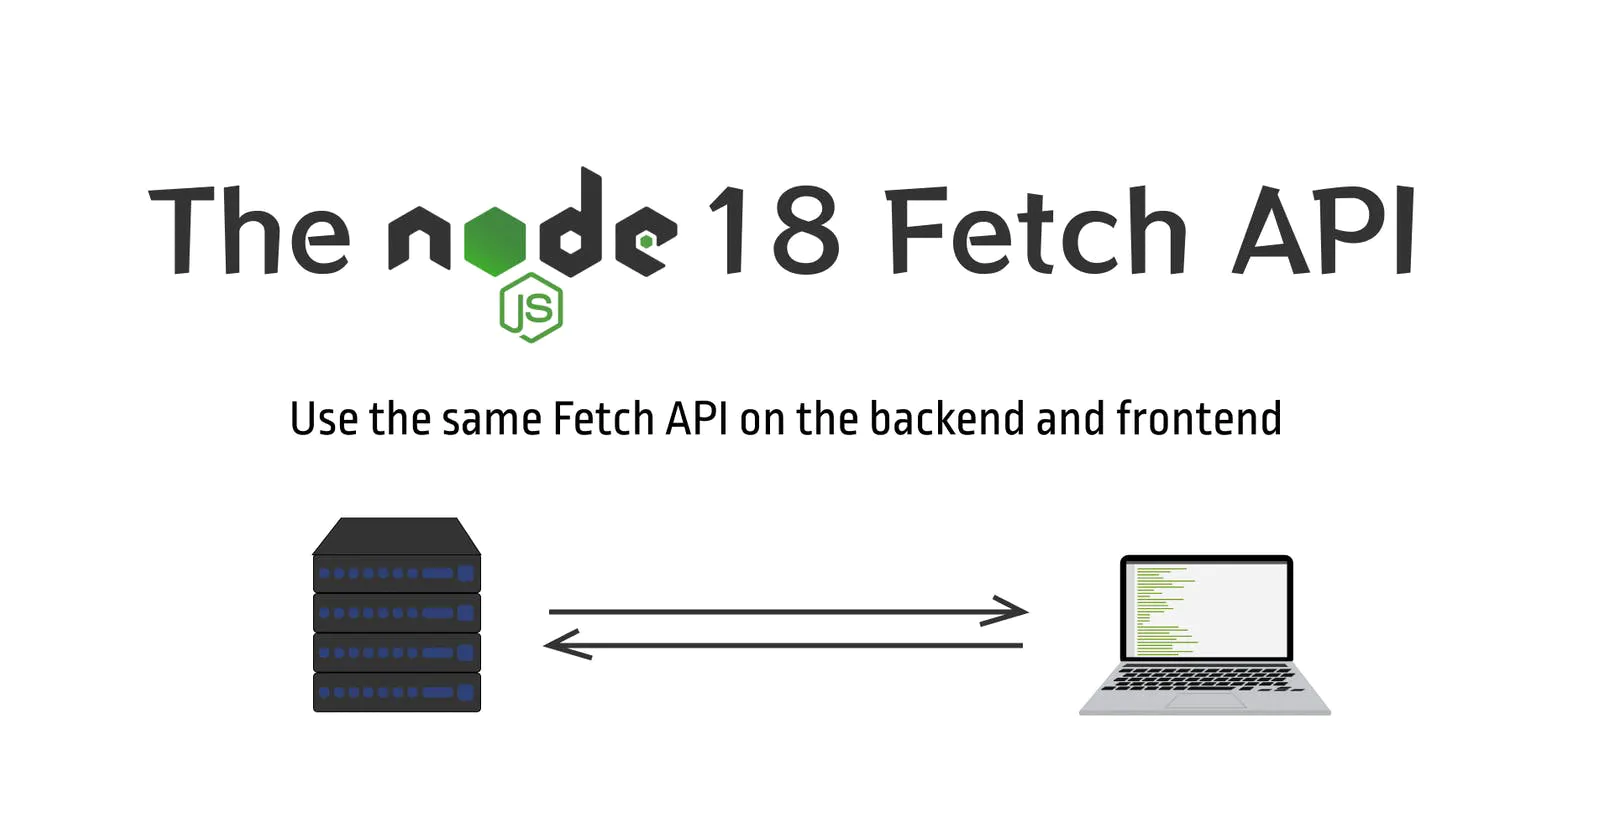 The node 18 Fetch API
JS
Use the same Fetch API on the backend and frontend